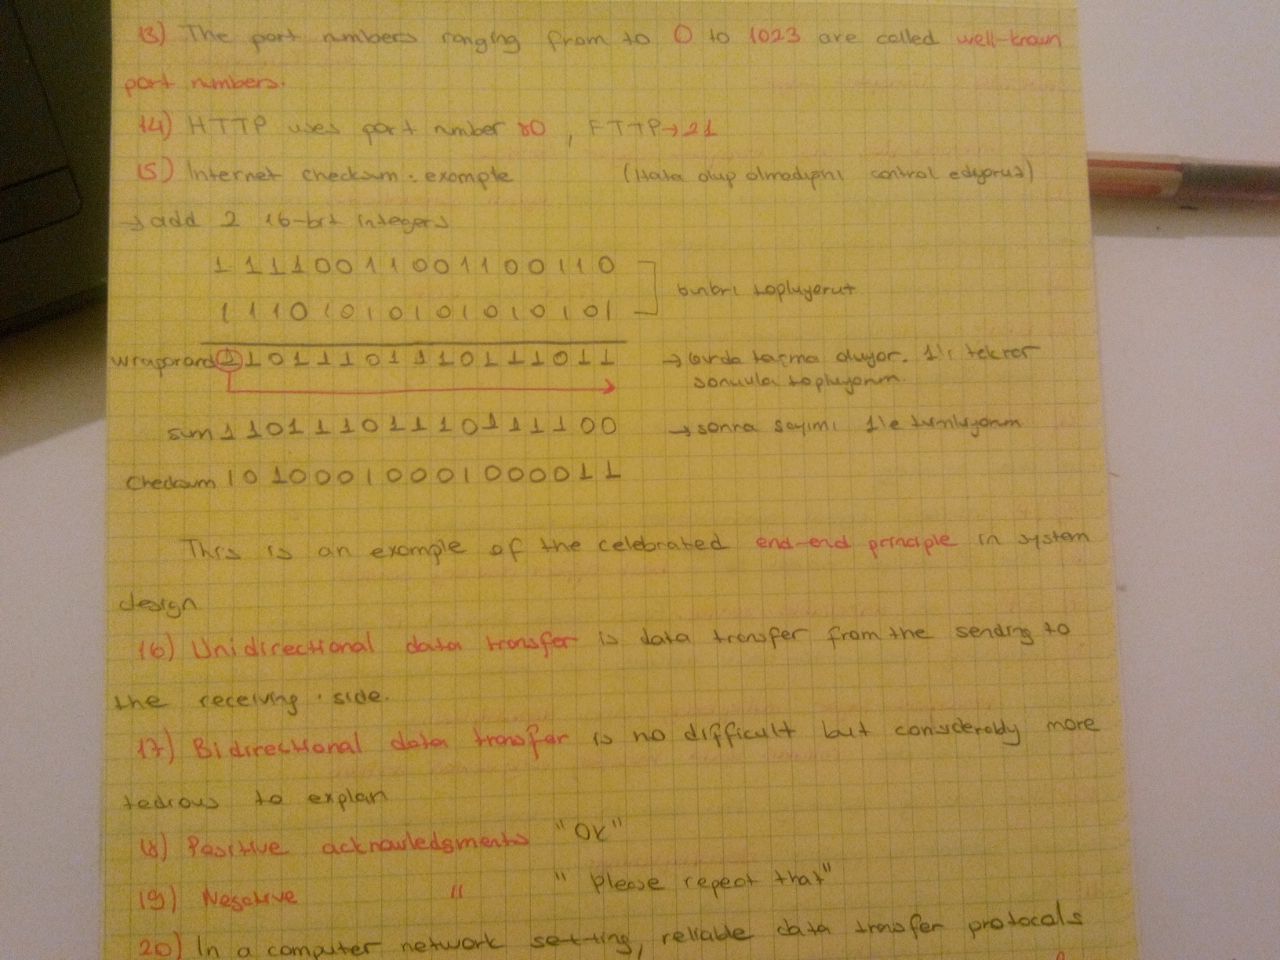 13) The port numbers ranging from to 0 to 1023 are called well-known
port numbers.
14) HTTP uses port number 80, FTTP→21
15) Internet checksum: example (Hata olup olmadığını control ediyoruz)
→ add 2 16-bit integers
1 1 1 1 0 0 1 1 0 0 1 1 0 0 1 1 0
1 1 1 0 1 0 1 0 1 0 1 0 1 0 1 0 1
topluyoruz
wraparound 1 1 0 1 1 1 0 1 1 1 0 1 1 1 0 1 1 → burda taşma oluyor. 1'i tekrar
sonuçla topluyorum
sum 1 1 0 1 1 1 0 1 1 1 0 1 1 1 1 0 0 → sonra sayımı 1'e tümlüyorum
Checksum 1 0 1 0 0 0 1 0 0 0 1 0 0 0 0 1 1
This is an example of the celebrated end-end principle in system
design
16) Unidirectional data transfer is data transfer from the sending to
the receiving side.
17) Bidirectional data transfer is no difficult but considerably more
tedious to explain
18) Positive acknowledgments "OK"
19) Negative " "Please repeat that"
20) In a computer network setting, reliable data transfer protocols